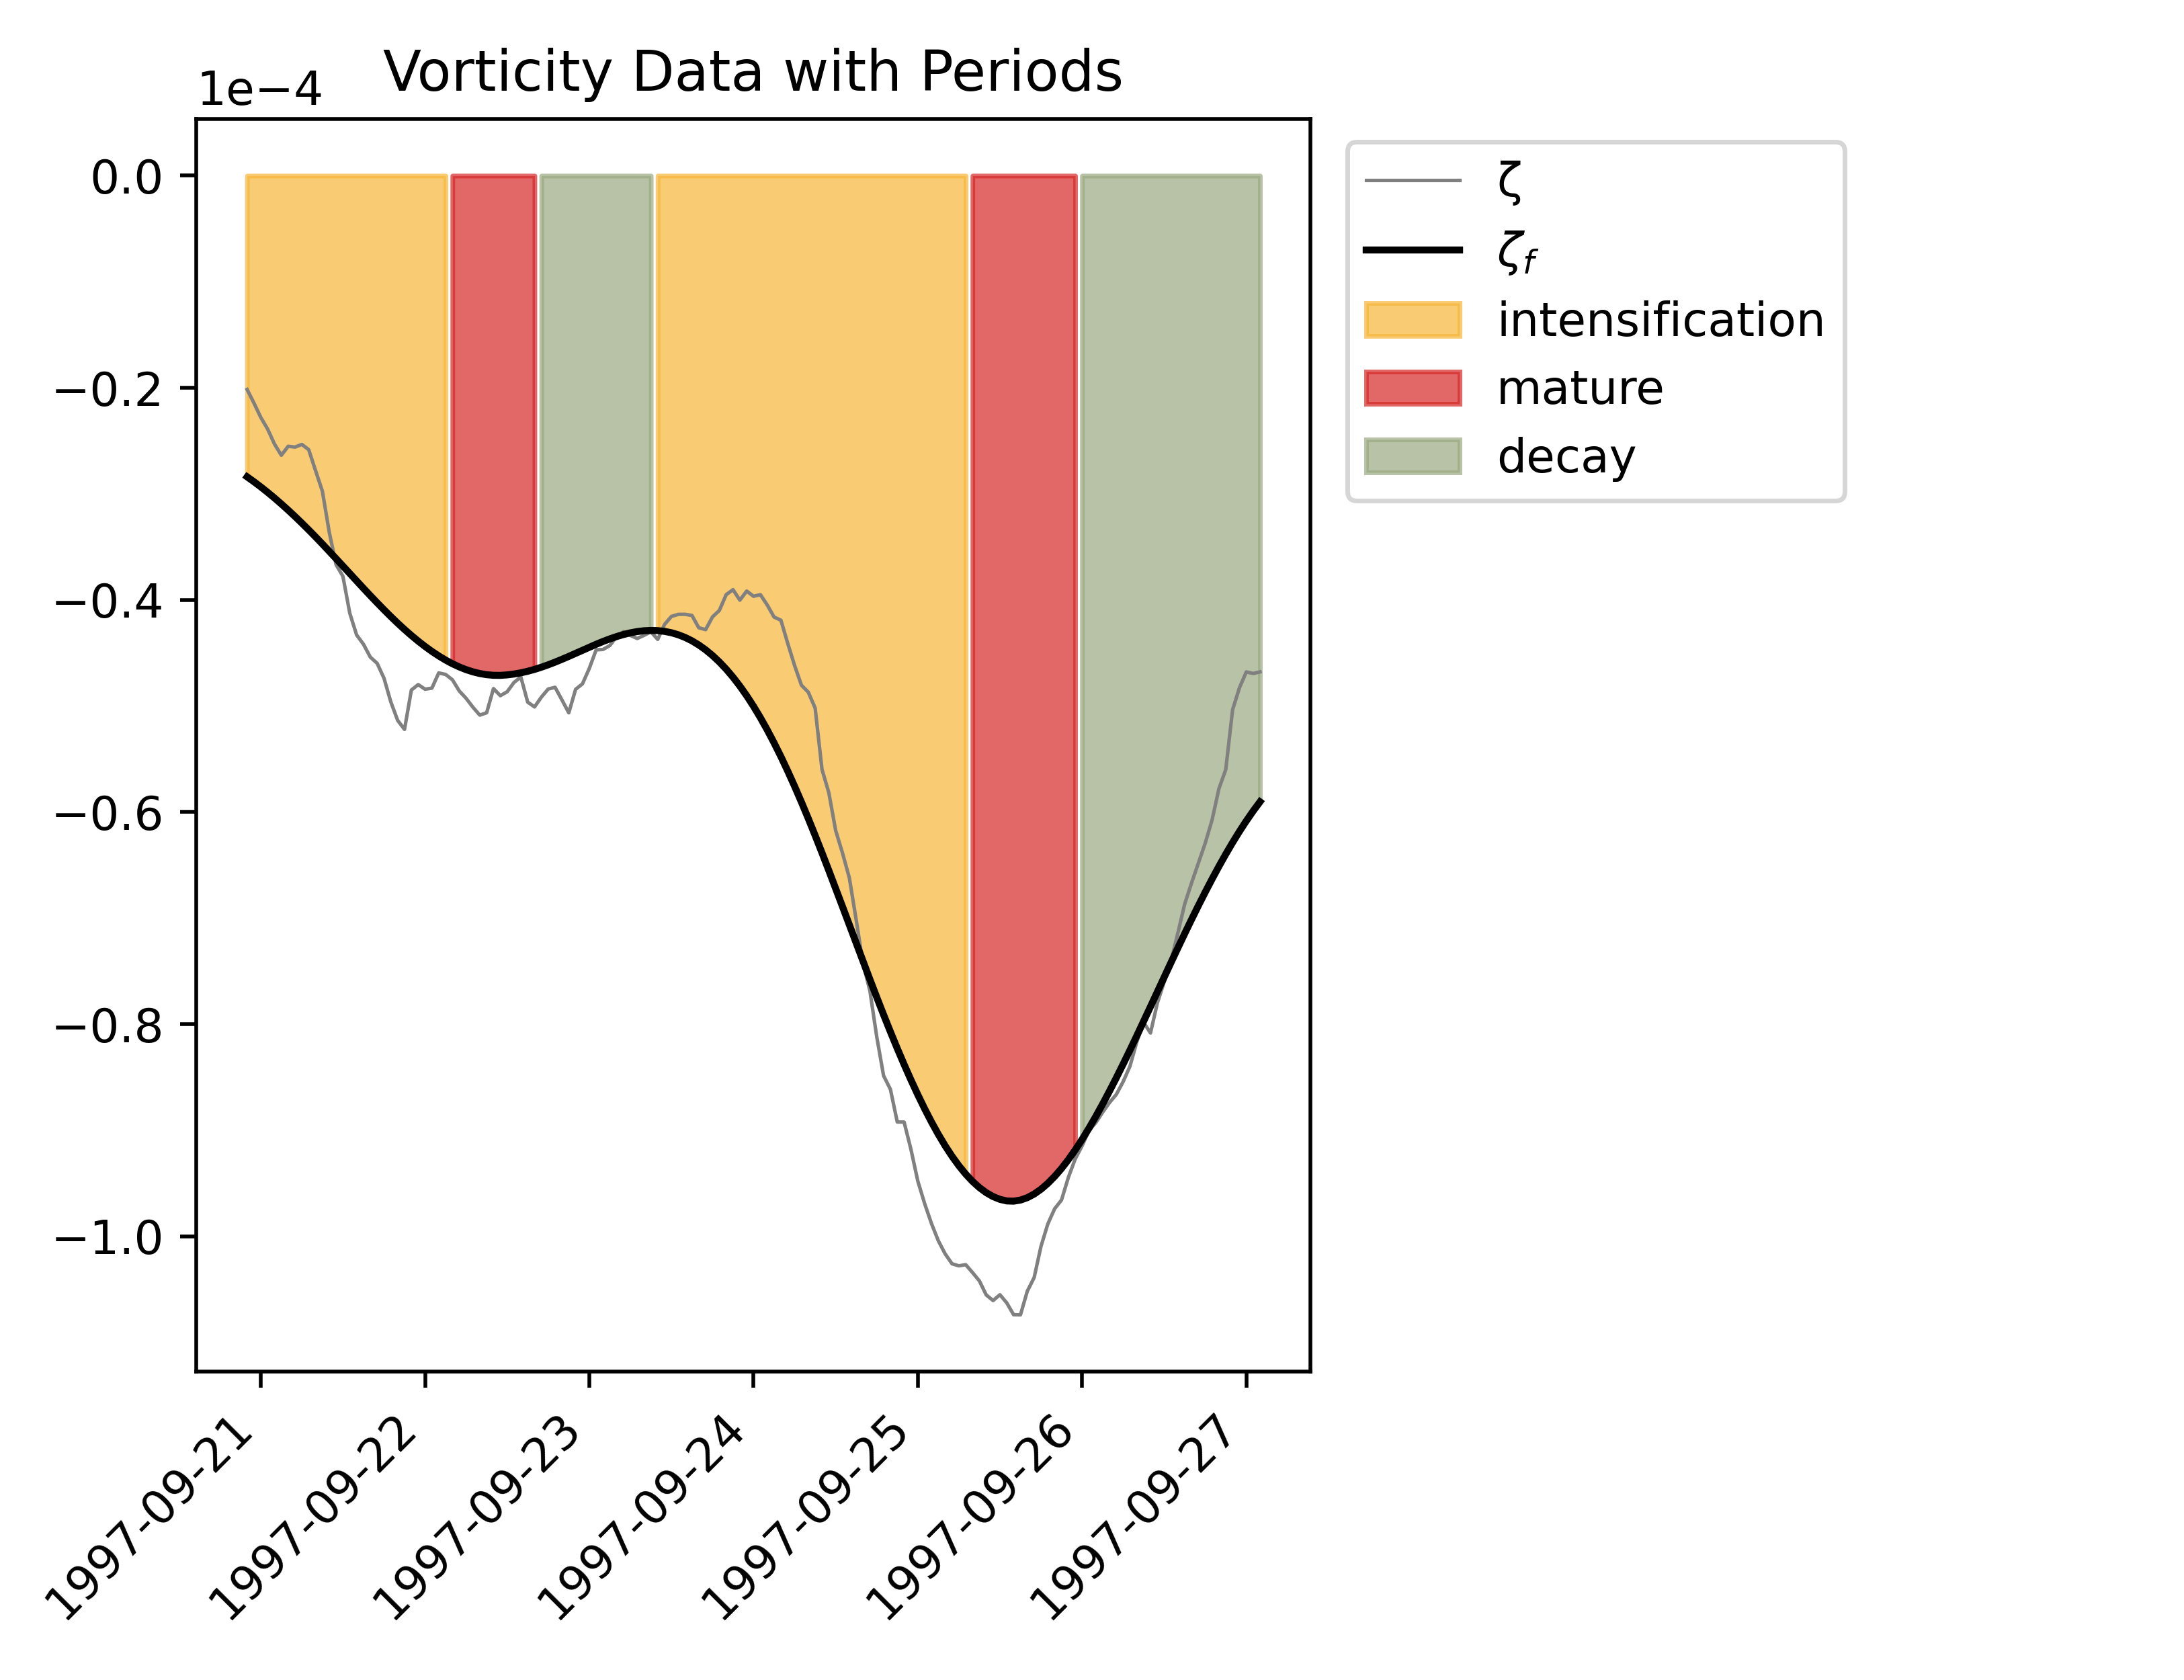 Vorticity Data with Periods
1e−4
0.0
−0.2
−0.4
−0.6
−0.8
−1.0
1997-09-21
1997-09-22
1997-09-23
1997-09-24
1997-09-25
1997-09-26
1997-09-27
ζ
ζf
intensification
mature
decay